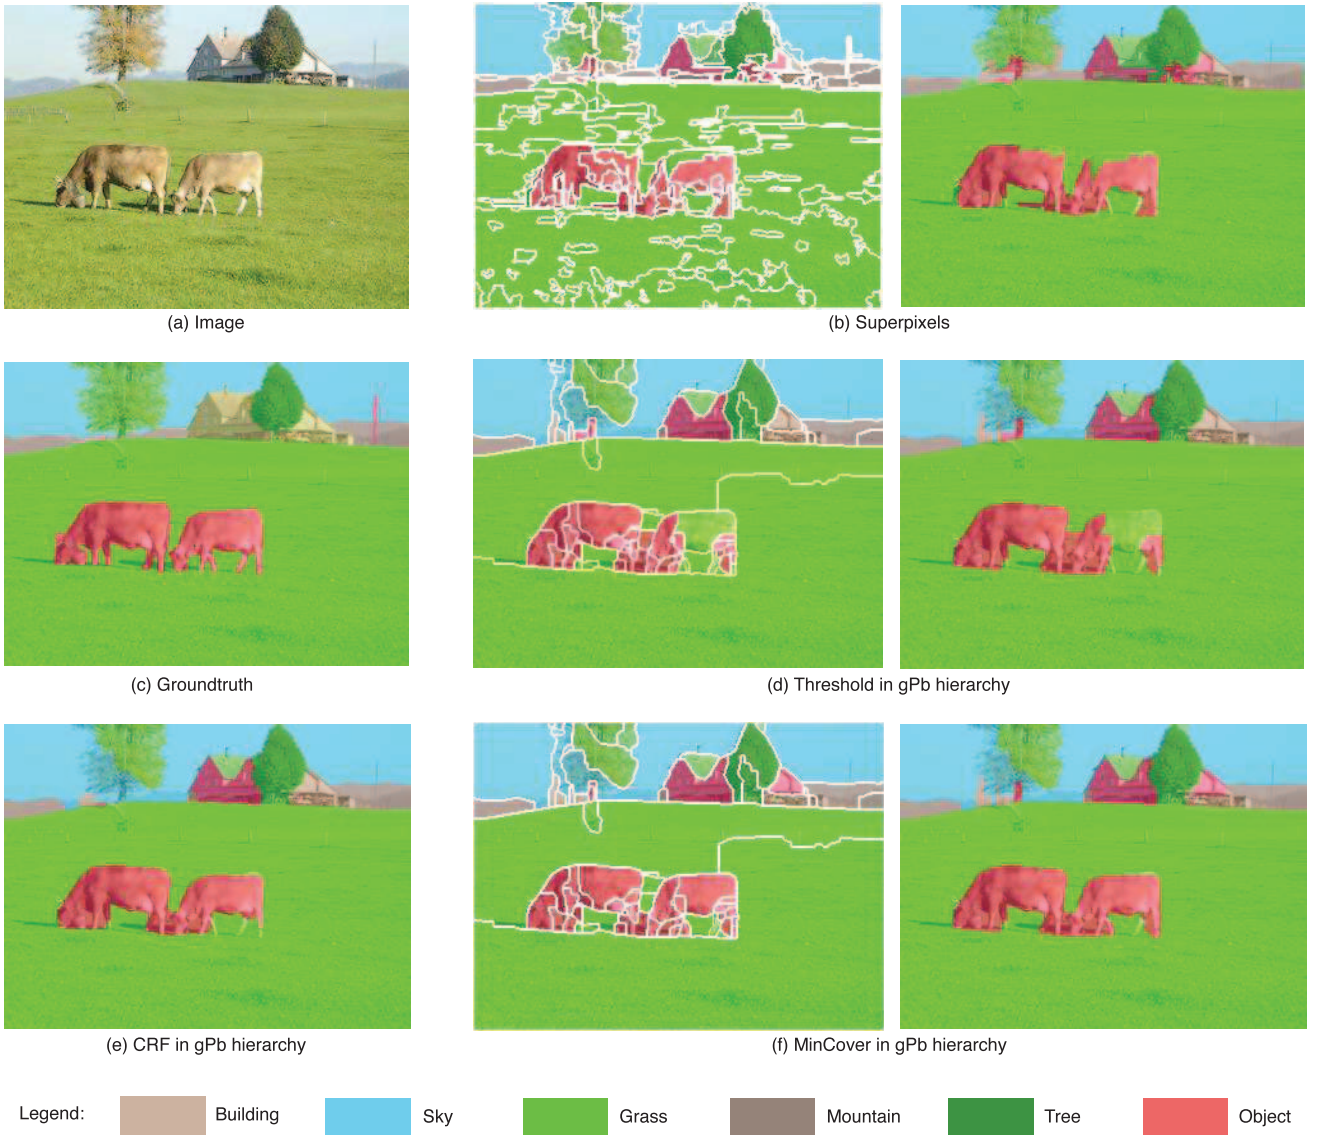 (a) Image
(b) Superpixels
(c) Groundtruth
(d) Threshold in gPb hierarchy
(e) CRF in gPb hierarchy
(f) MinCover in gPb hierarchy
Legend: Building Sky Grass Mountain Tree Object